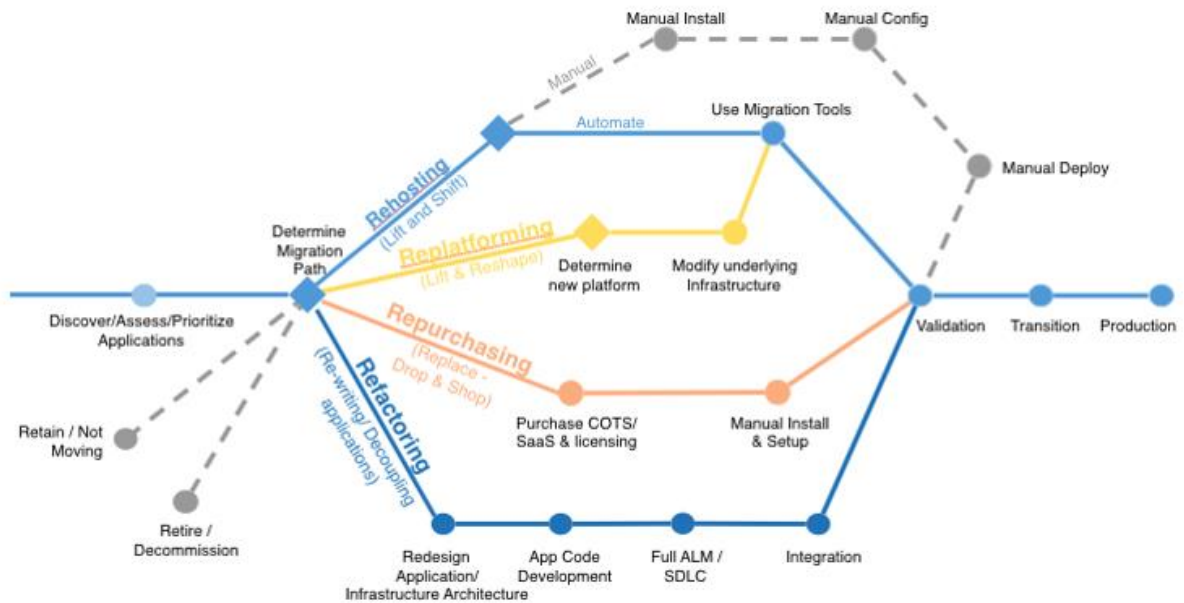 Manual Install
Manual Config
Manual
Use Migration Tools
Automate
Manual Deploy
Rehosting
(Lift and Shift)
Determine
Migration
Path
Replatforming
(Lift & Reshape)
Determine
new platform
Modify underlying
Infrastructure
Discover/Assess/Prioritize
Applications
Validation
Transition
Production
Repurchasing
(Replace -
Drop & Shop)
Purchase COTS/
SaaS & licensing
Manual Install
& Setup
Refactoring
(Re-writing/ Decoupling
applications)
Retain / Not
Moving
Retire /
Decommission
Redesign
Application/
Infrastructure Architecture
App Code
Development
Full ALM /
SDLC
Integration